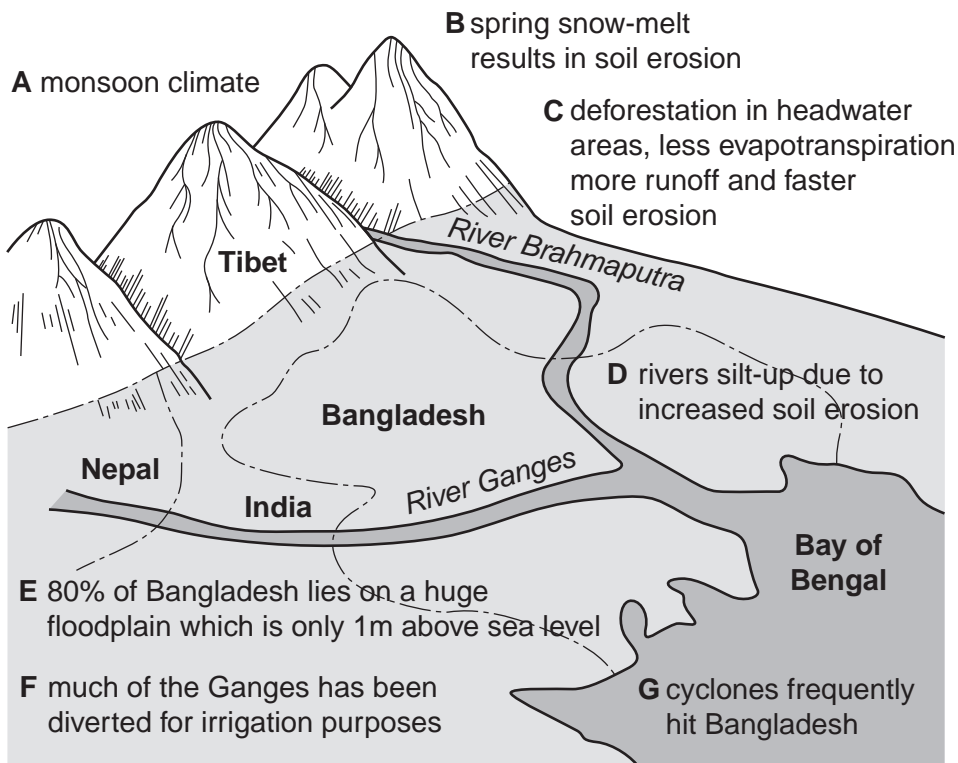 B spring snow-melt
results in soil erosion
A monsoon climate
C deforestation in headwater
areas, less evapotranspiration
more runoff and faster
soil erosion
River Brahmaputra
Tibet
D rivers silt-up due to
increased soil erosion
Bangladesh
Nepal
River Ganges
India
Bay of
Bengal
E 80% of Bangladesh lies on a huge
floodplain which is only 1m above sea level
F much of the Ganges has been
diverted for irrigation purposes
G cyclones frequently
hit Bangladesh